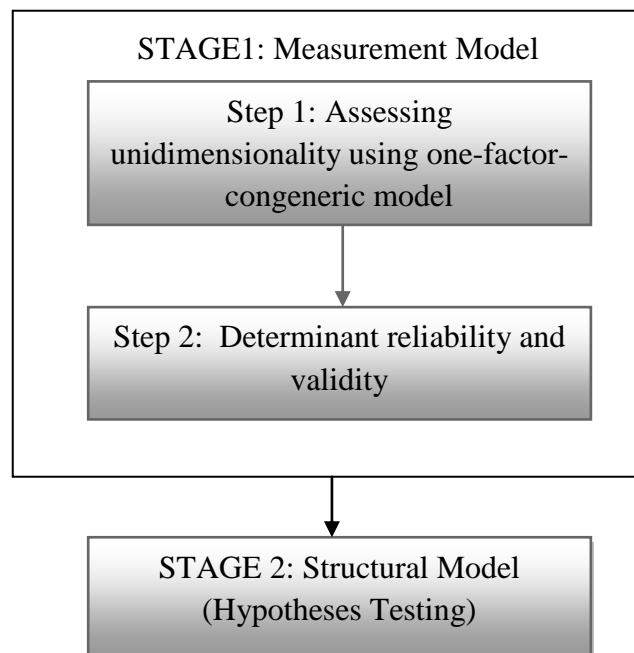 STAGE1: Measurement Model
Step 1: Assessing
unidimensionality using one-factor-
congeneric model
Step 2:  Determinant reliability and
validity
STAGE 2: Structural Model
(Hypotheses Testing)